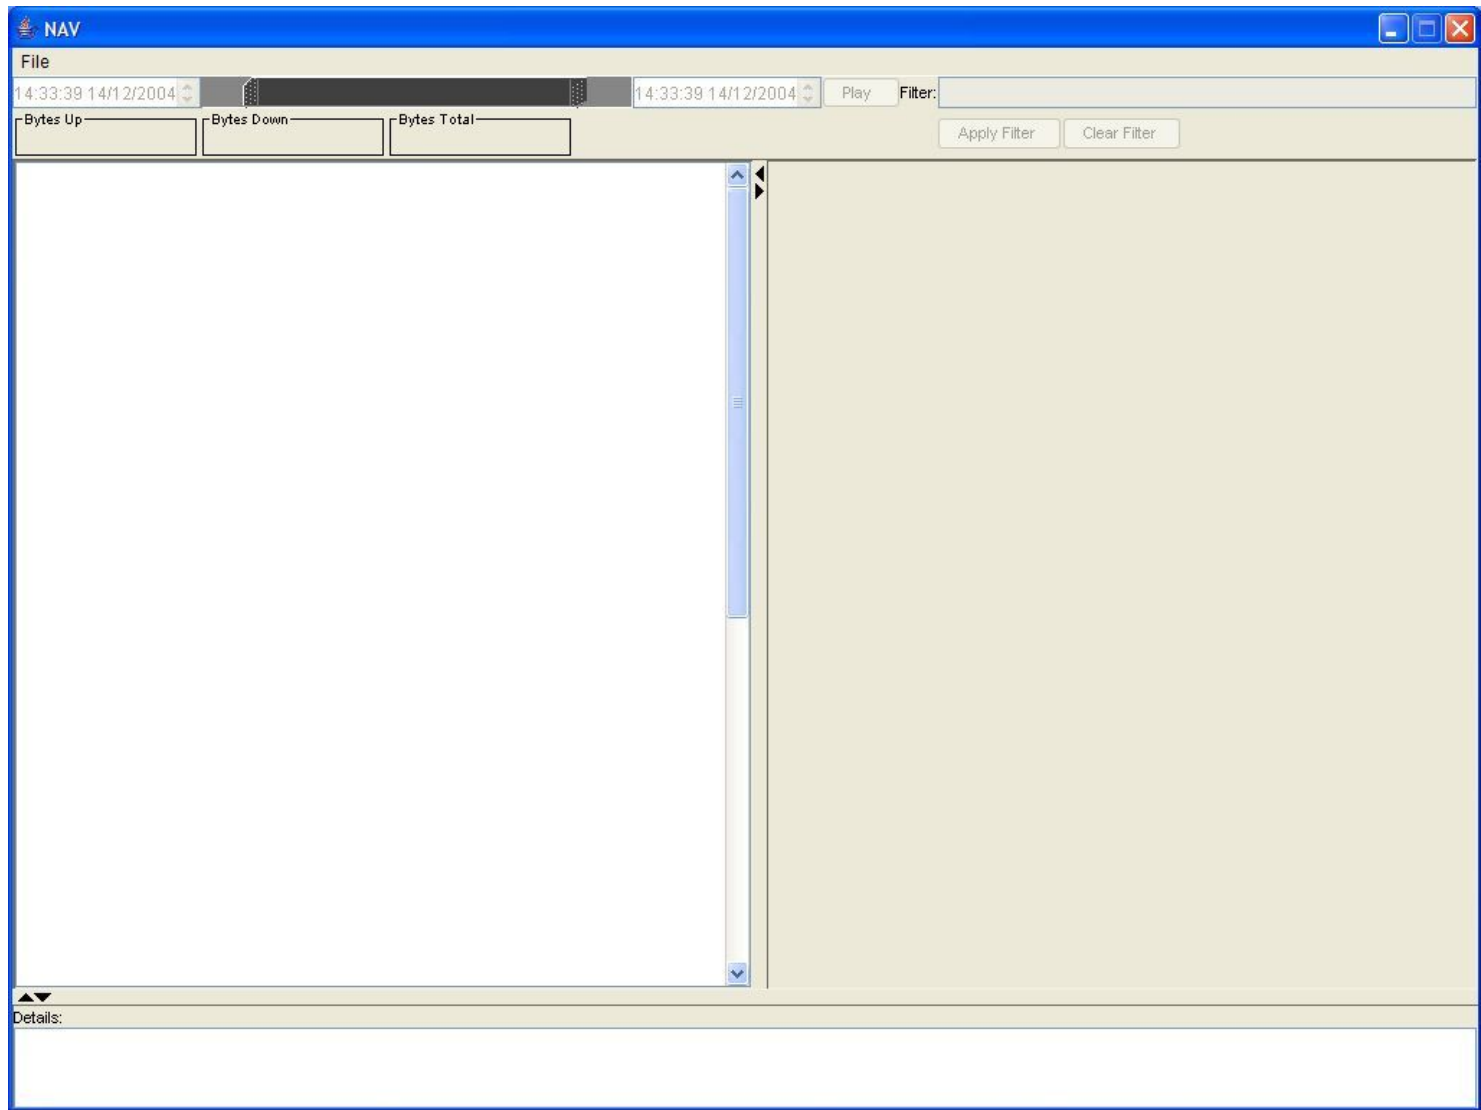 NAV
File
14:33:39 14/12/2004 14:33:39 14/12/2004 Play Filter:
Bytes Up Bytes Down Bytes Total
Apply Filter Clear Filter
Details: